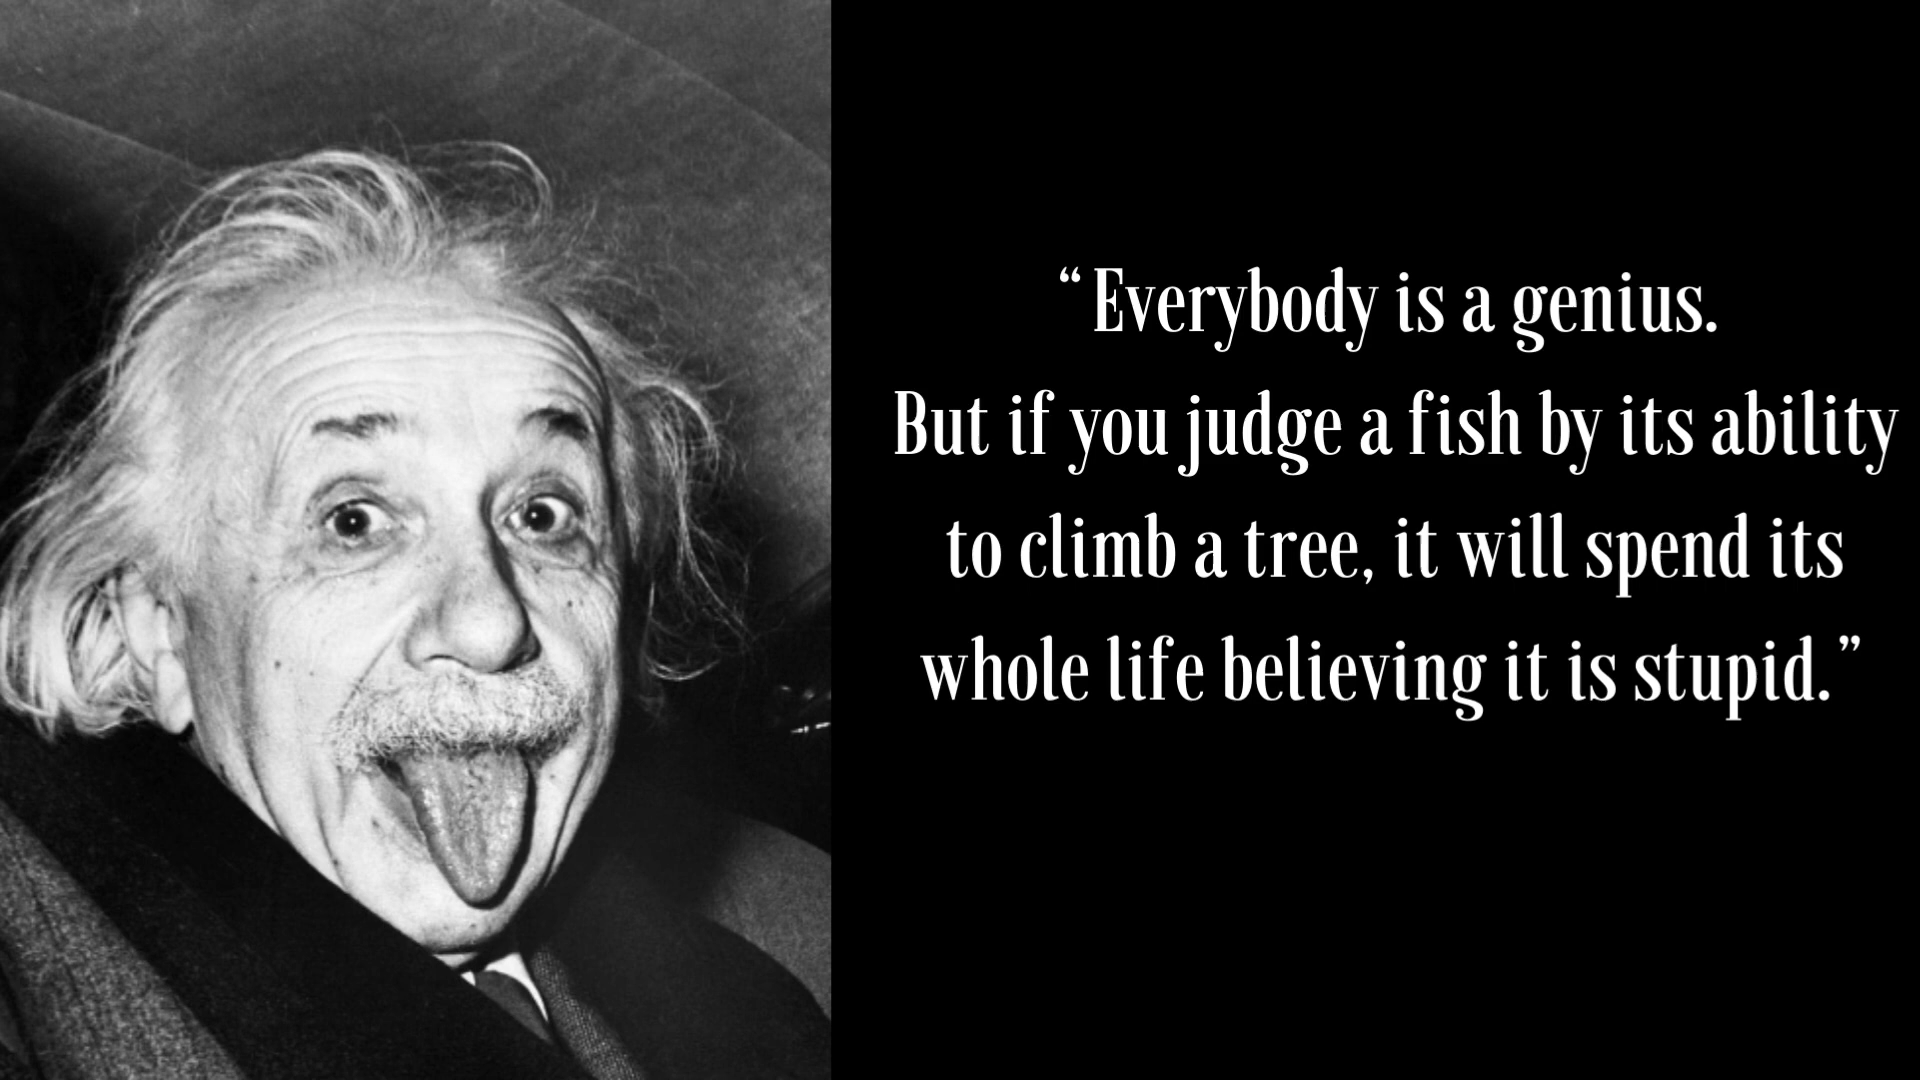 “Everybody is a genius.
But if you judge a fish by its ability
to climb a tree, it will spend its
whole life believing it is stupid.”